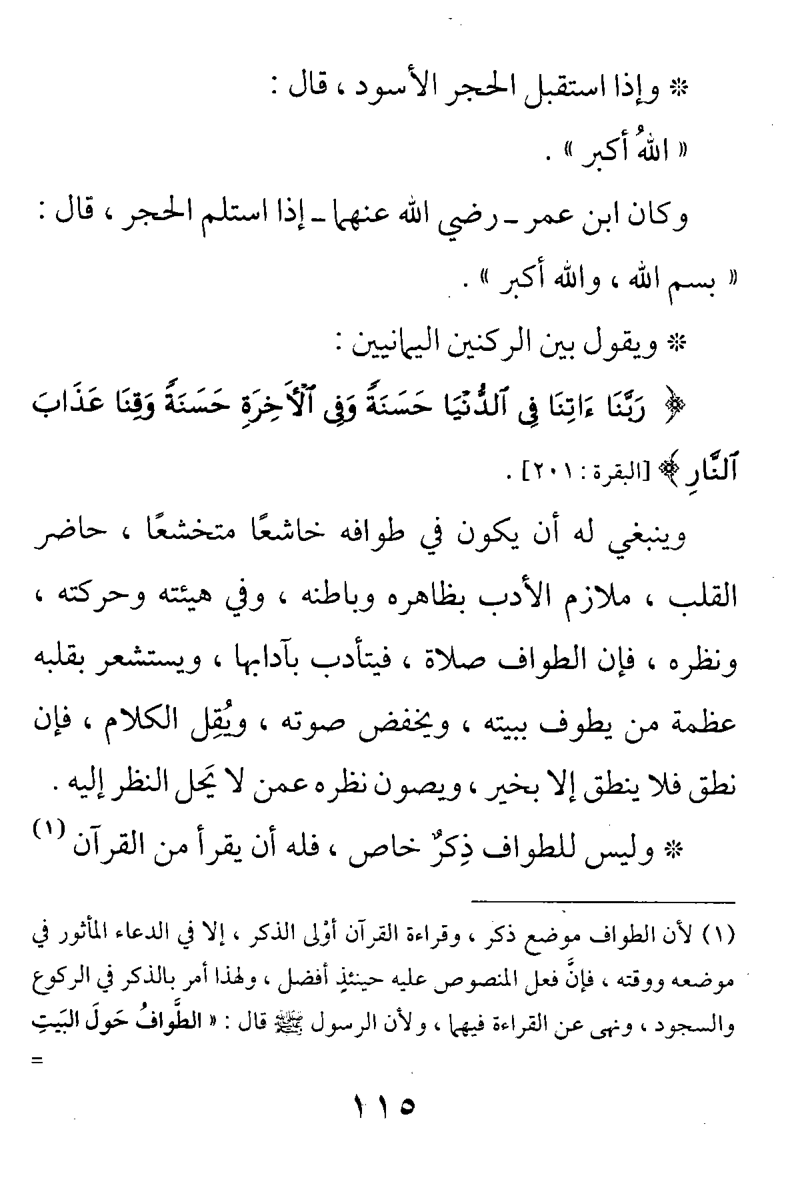 * وإذا استقبل الحجر الأسود ، قال :
« اللهُ أكبر » .
وكان ابن عمر ـ رضي الله عنهما ـ إذا استلم الحجر ، قال :
« بسم الله ، والله أكبر » .
* ويقول بين الركنين اليمانيين :
﴿ رَبَّنَا ءَاتِنَا فِي ٱلدُّنْيَا حَسَنَةً وَفِي ٱلْأَخِرَةِ حَسَنَةً وَقِنَا عَذَابَ
ٱلنَّارِ ﴾ [البقرة : ٢٠١] .
وينبغي له أن يكون في طوافه خاشعًا متخشعًا ، حاضر
القلب ، ملازم الأدب بظاهره وباطنه ، وفي هيئته وحركته ،
ونظره ، فإن الطواف صلاة ، فيتأدب بآدابها ، ويستشعر بقلبه
عظمة من يطوف ببيته ، ويخفض صوته ، ويُقِل الكلام ، فإن
نطق فلا ينطق إلا بخير ، ويصون نظره عمن لا يَحل النظر إليه .
* وليس للطواف ذِكرٌ خاص ، فله أن يقرأ من القرآن (١)
(١) لأن الطواف موضع ذكر ، وقراءة القرآن أوْلى الذكر ، إلا في الدعاء المأثور في
موضعه ووقته ، فإنَّ فعل المنصوص عليه حينئذٍ أفضل ، ولهذا أمر بالذكر في الركوع
والسجود ، ونهى عن القراءة فيهما ، ولأن الرسول ﷺ قال : « الطَّوافُ حَولَ البَيتِ
=
١١٥